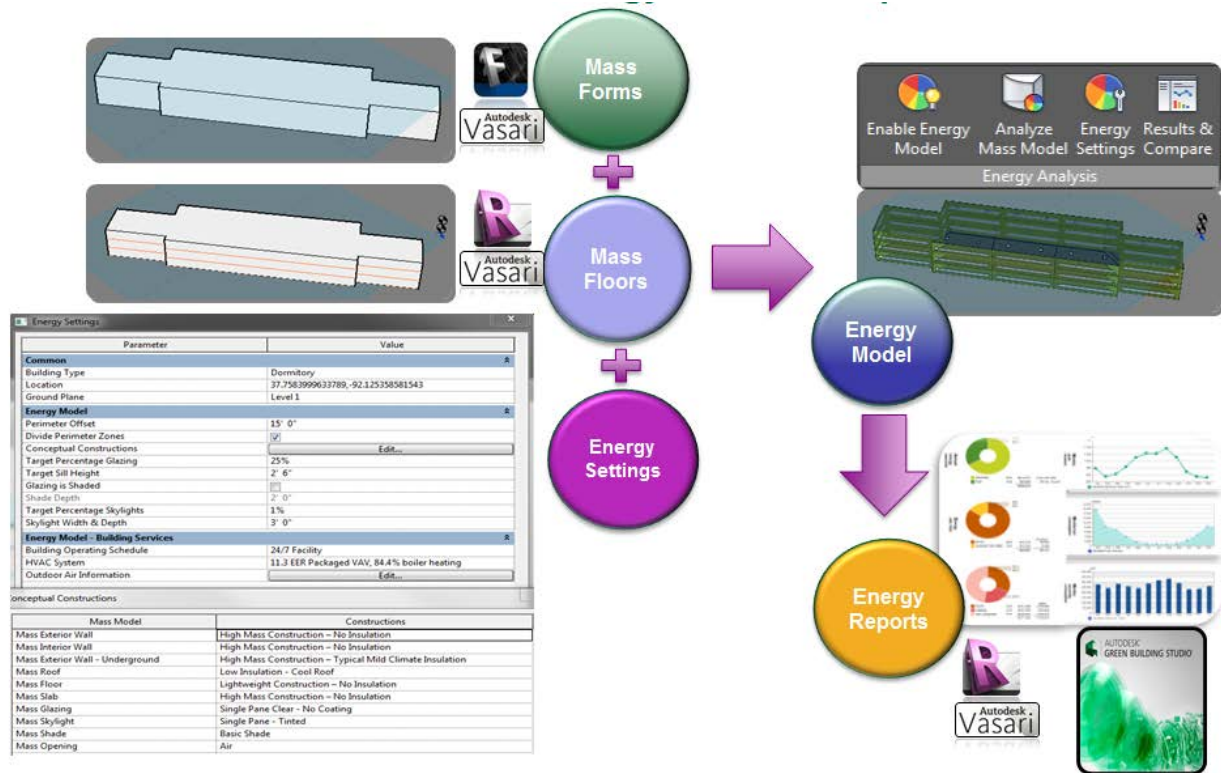 Mass
Forms
Autodesk
Vasari
Mass
Floors
Autodesk
Vasari
Energy
Settings
Enable Energy
Model
Analyze
Mass Model
Energy
Settings
Results &
Compare
Energy Analysis
Energy
Model
Energy
Reports
Autodesk
Vasari
AUTODESK
GREEN BUILDING STUDIO
Energy Settings
Parameter Value
Common
Building Type Dormitory
Location 37.7583999633789,-92.125358581543
Ground Plane Level 1
Energy Model
Perimeter Offset 15' 0"
Divide Perimeter Zones
Conceptual Constructions Edit...
Target Percentage Glazing 25%
Target Sill Height 2' 6"
Glazing is Shaded
Shade Depth 2' 0"
Target Percentage Skylights 1%
Skylight Width & Depth 3' 0"
Energy Model - Building Services
Building Operating Schedule 24/7 Facility
HVAC System 11.3 EER Packaged VAV, 84.4% boiler heating
Outdoor Air Information Edit...
onceptual Constructions
Mass Model Constructions
Mass Exterior Wall High Mass Construction – No Insulation
Mass Interior Wall High Mass Construction – No Insulation
Mass Exterior Wall - Underground High Mass Construction – Typical Mild Climate Insulation
Mass Roof Low Insulation - Cool Roof
Mass Floor Lightweight Construction – No Insulation
Mass Slab High Mass Construction – No Insulation
Mass Glazing Single Pane Clear - No Coating
Mass Skylight Single Pane - Tinted
Mass Shade Basic Shade
Mass Opening Air